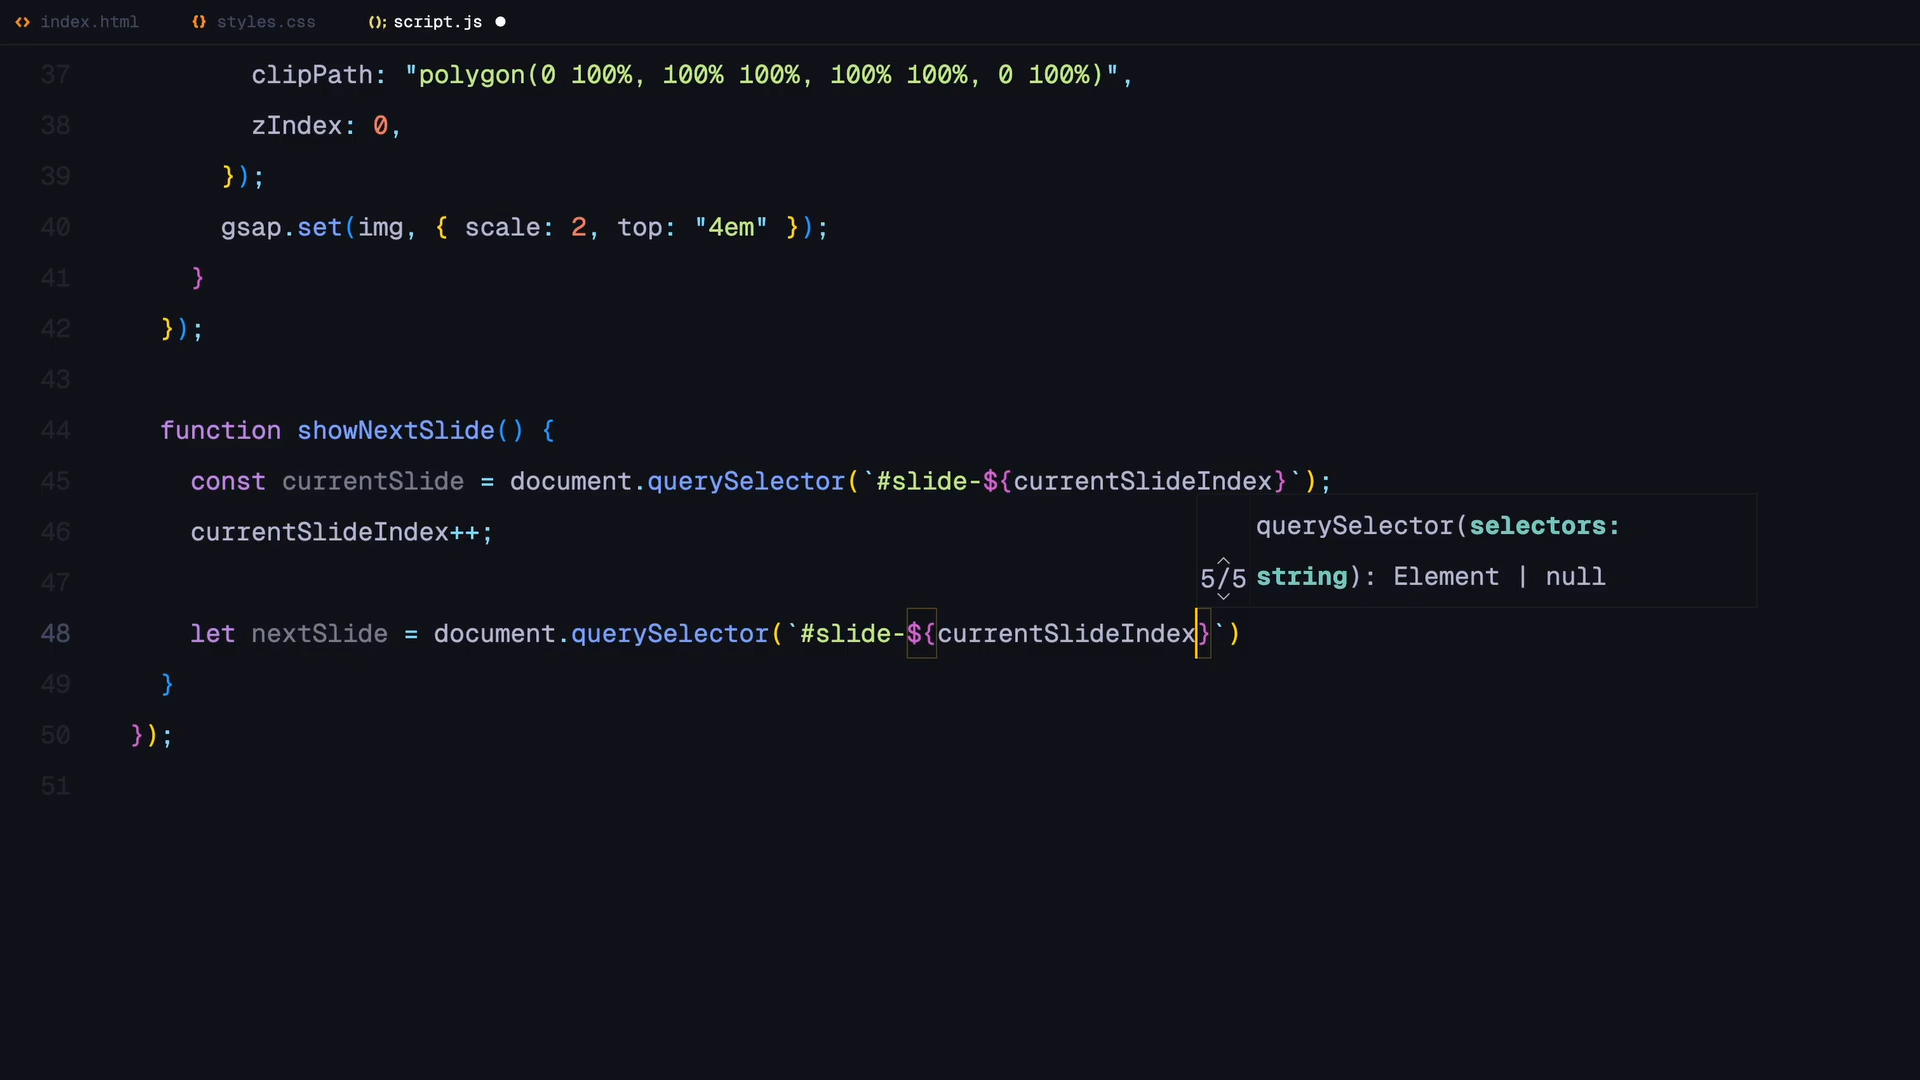 <> index.html {} styles.css (); script.js ●
37 clipPath: "polygon(0 100%, 100% 100%, 100% 100%, 0 100%)",
38 zIndex: 0,
39 });
40 gsap.set(img, { scale: 2, top: "4em" });
41 }
42 });
43
44 function showNextSlide() {
45 const currentSlide = document.querySelector(`#slide-${currentSlideIndex}`);
46 currentSlideIndex++;
querySelector(selectors:
5/5 string): Element | null
47
48 let nextSlide = document.querySelector(`#slide-${currentSlideIndex}`)
49 }
50 });
51